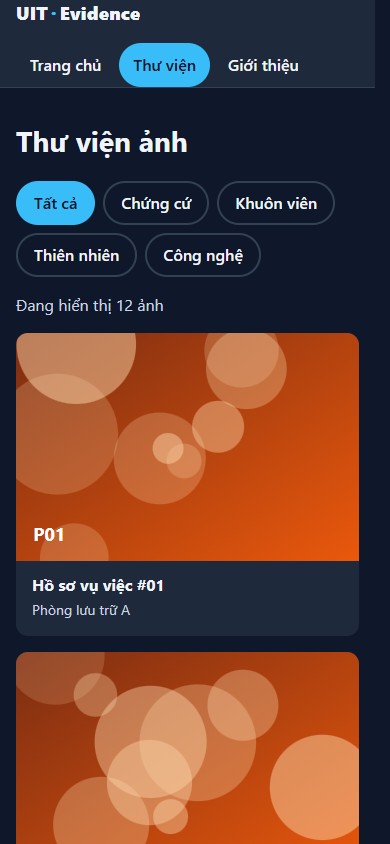 UIT · Evidence
Trang chủ Thư viện Giới thiệu
Thư viện ảnh
Tất cả Chứng cứ Khuôn viên
Thiên nhiên Công nghệ
Đang hiển thị 12 ảnh
P01
Hồ sơ vụ việc #01
Phòng lưu trữ A